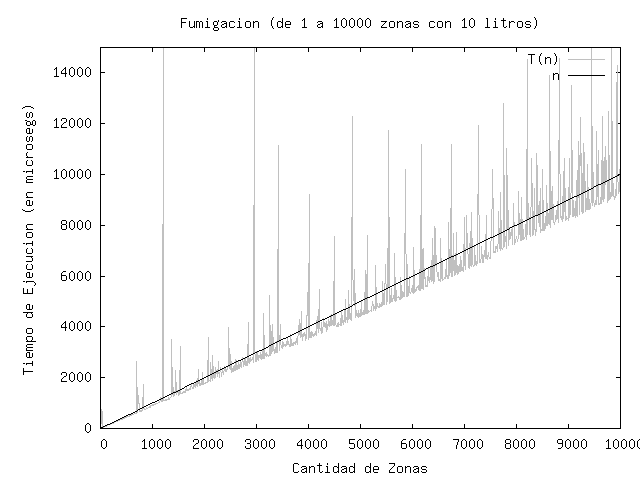 Fumigacion (de 1 a 10000 zonas con 10 litros)
T(n)
n
14000
12000
10000
8000
6000
4000
2000
0
Tiempo de Ejecucion (en microsegs)
0 1000 2000 3000 4000 5000 6000 7000 8000 9000 10000
Cantidad de Zonas